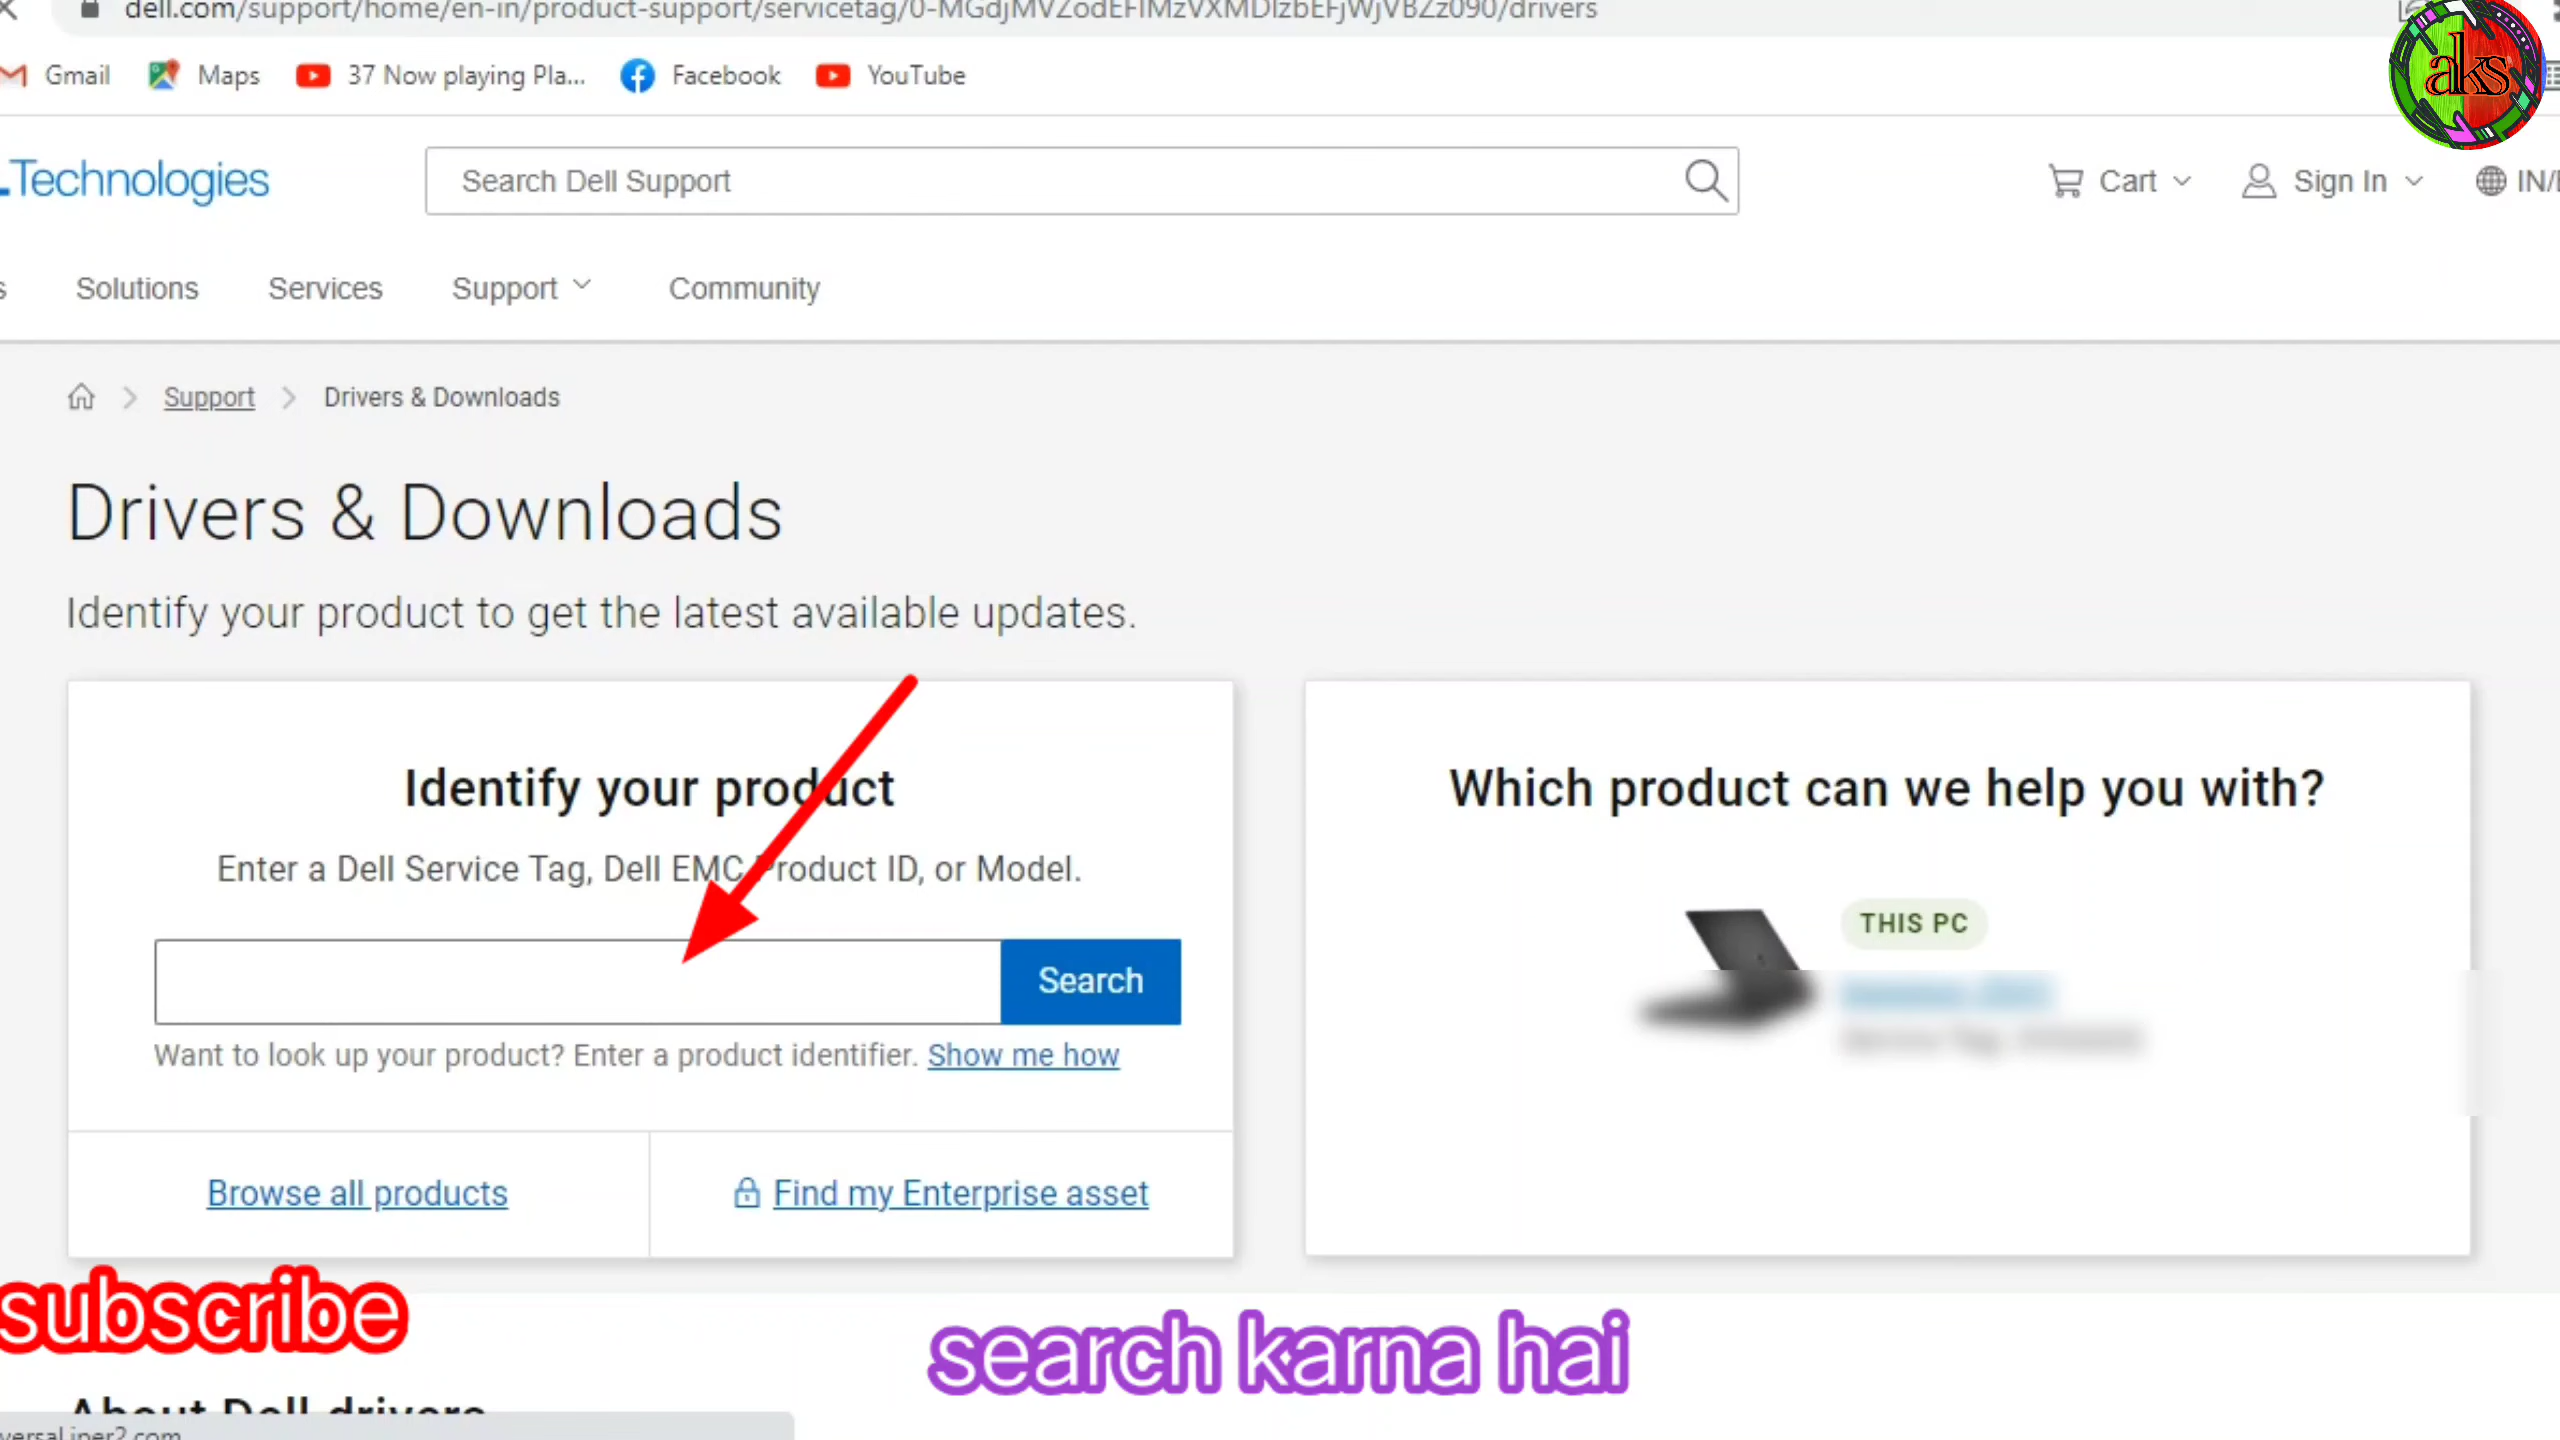 dell.com/support/home/en-in/product-support/servicetag/0-MGdjMVZodEFIMzVXMDIzbEFjWjVBZz090/drivers
Gmail Maps 37 Now playing Pla... Facebook YouTube
aks
Technologies Search Dell Support Cart Sign In IN/
Solutions Services Support Community
Support Drivers & Downloads
Drivers & Downloads
Identify your product to get the latest available updates.
Identify your product
Enter a Dell Service Tag, Dell EMC Product ID, or Model.
Search
Want to look up your product? Enter a product identifier. Show me how
Browse all products Find my Enterprise asset
Which product can we help you with?
THIS PC
subscribe
search karna hai
About Dell drivers